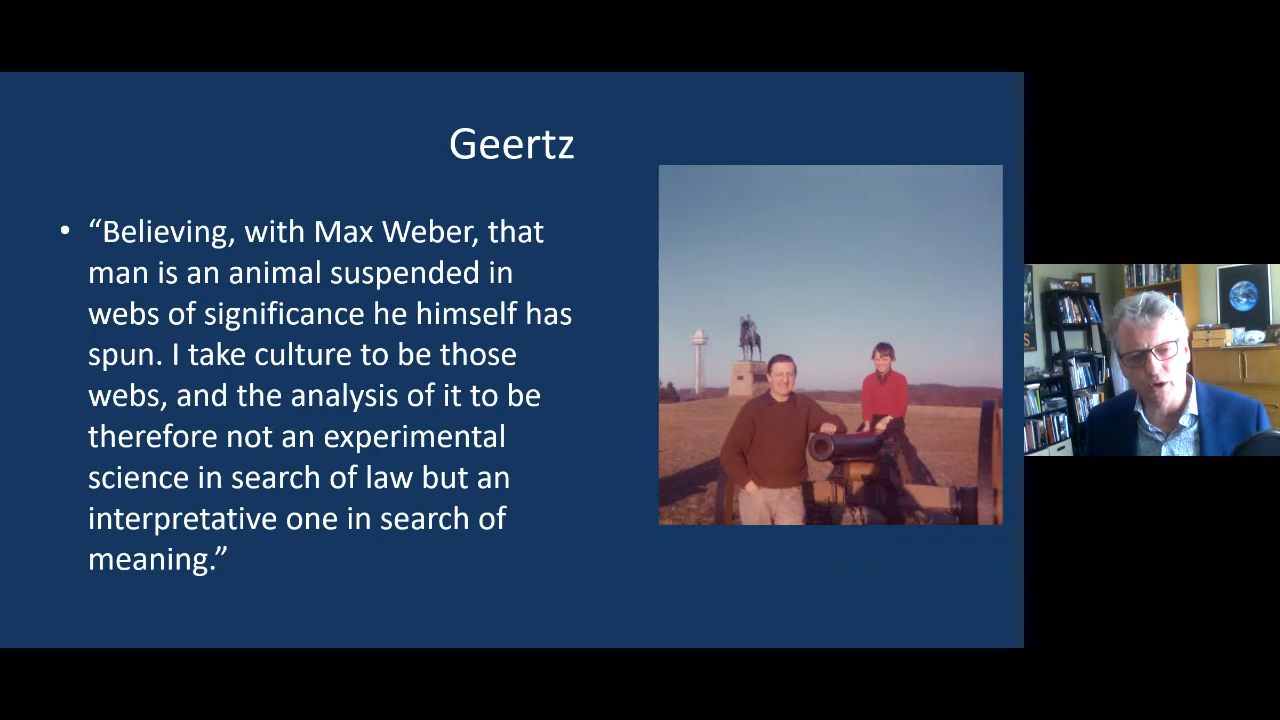 Geertz
• “Believing, with Max Weber, that
man is an animal suspended in
webs of significance he himself has
spun. I take culture to be those
webs, and the analysis of it to be
therefore not an experimental
science in search of law but an
interpretative one in search of
meaning.”
S